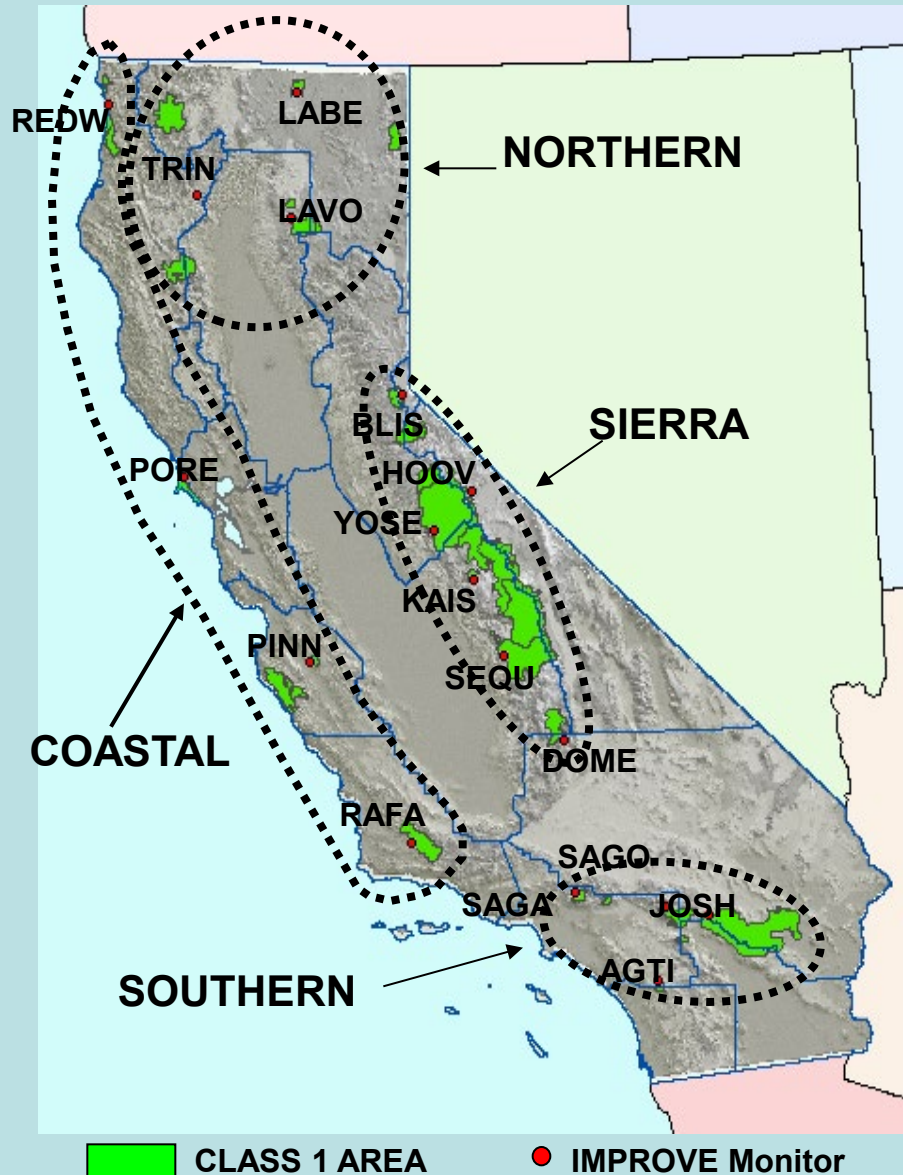 REDW
LABE
NORTHERN
TRIN
LAVO
BLIS
SIERRA
HOOV
PORE
YOSE
KAIS
PINN
SEQU
COASTAL
DOME
RAFA
SAGO
SAGA
JOSH
AGTI
SOUTHERN
CLASS 1 AREA
IMPROVE Monitor